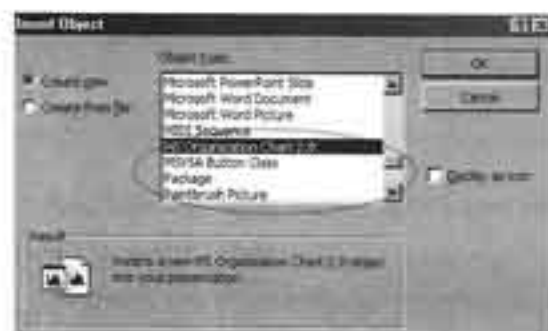 Insert Object
Object type:
Create new
Create from file
Microsoft PowerPoint Slide
Microsoft Word Document
Microsoft Word Picture
MIDI Sequence
MS Organization Chart 2.0
MSVSA Button Class
Package
Paintbrush Picture
OK
Cancel
Display as icon
Result
Inserts a new MS Organization Chart 2.0 object
into your presentation.